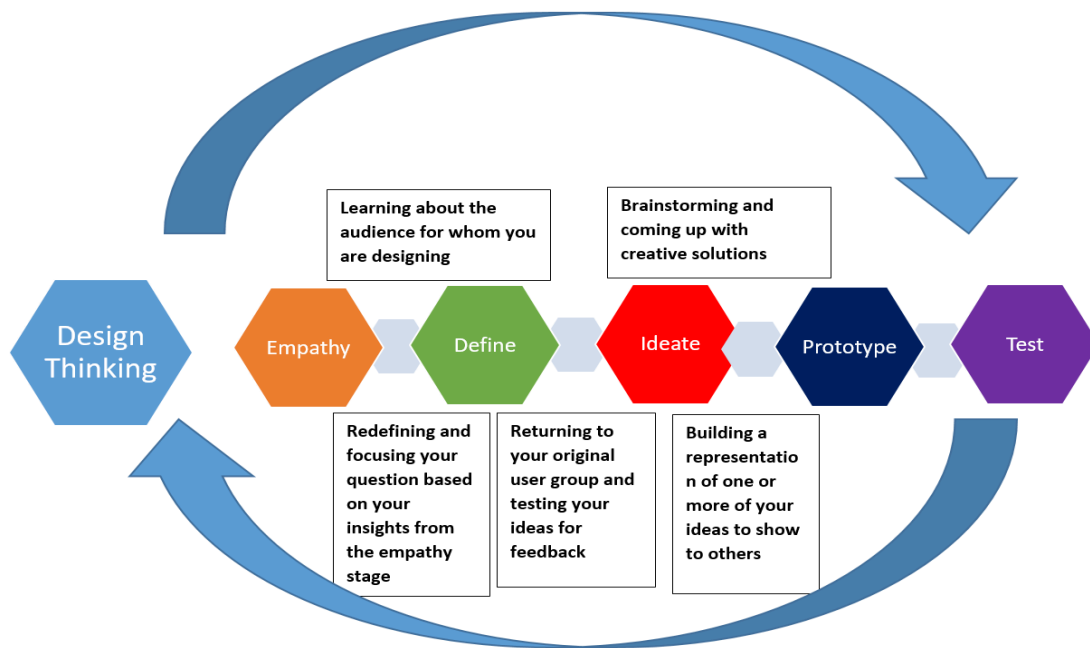 Learning about the
audience for whom you
are designing
Brainstorming and
coming up with
creative solutions
Design
Thinking
Empathy
Define
Ideate
Prototype
Test
Redefining and
focusing your
question based
on your
insights from
the empathy
stage
Returning to
your original
user group and
testing your
ideas for
feedback
Building a
representatio
n of one or
more of your
ideas to show
to others